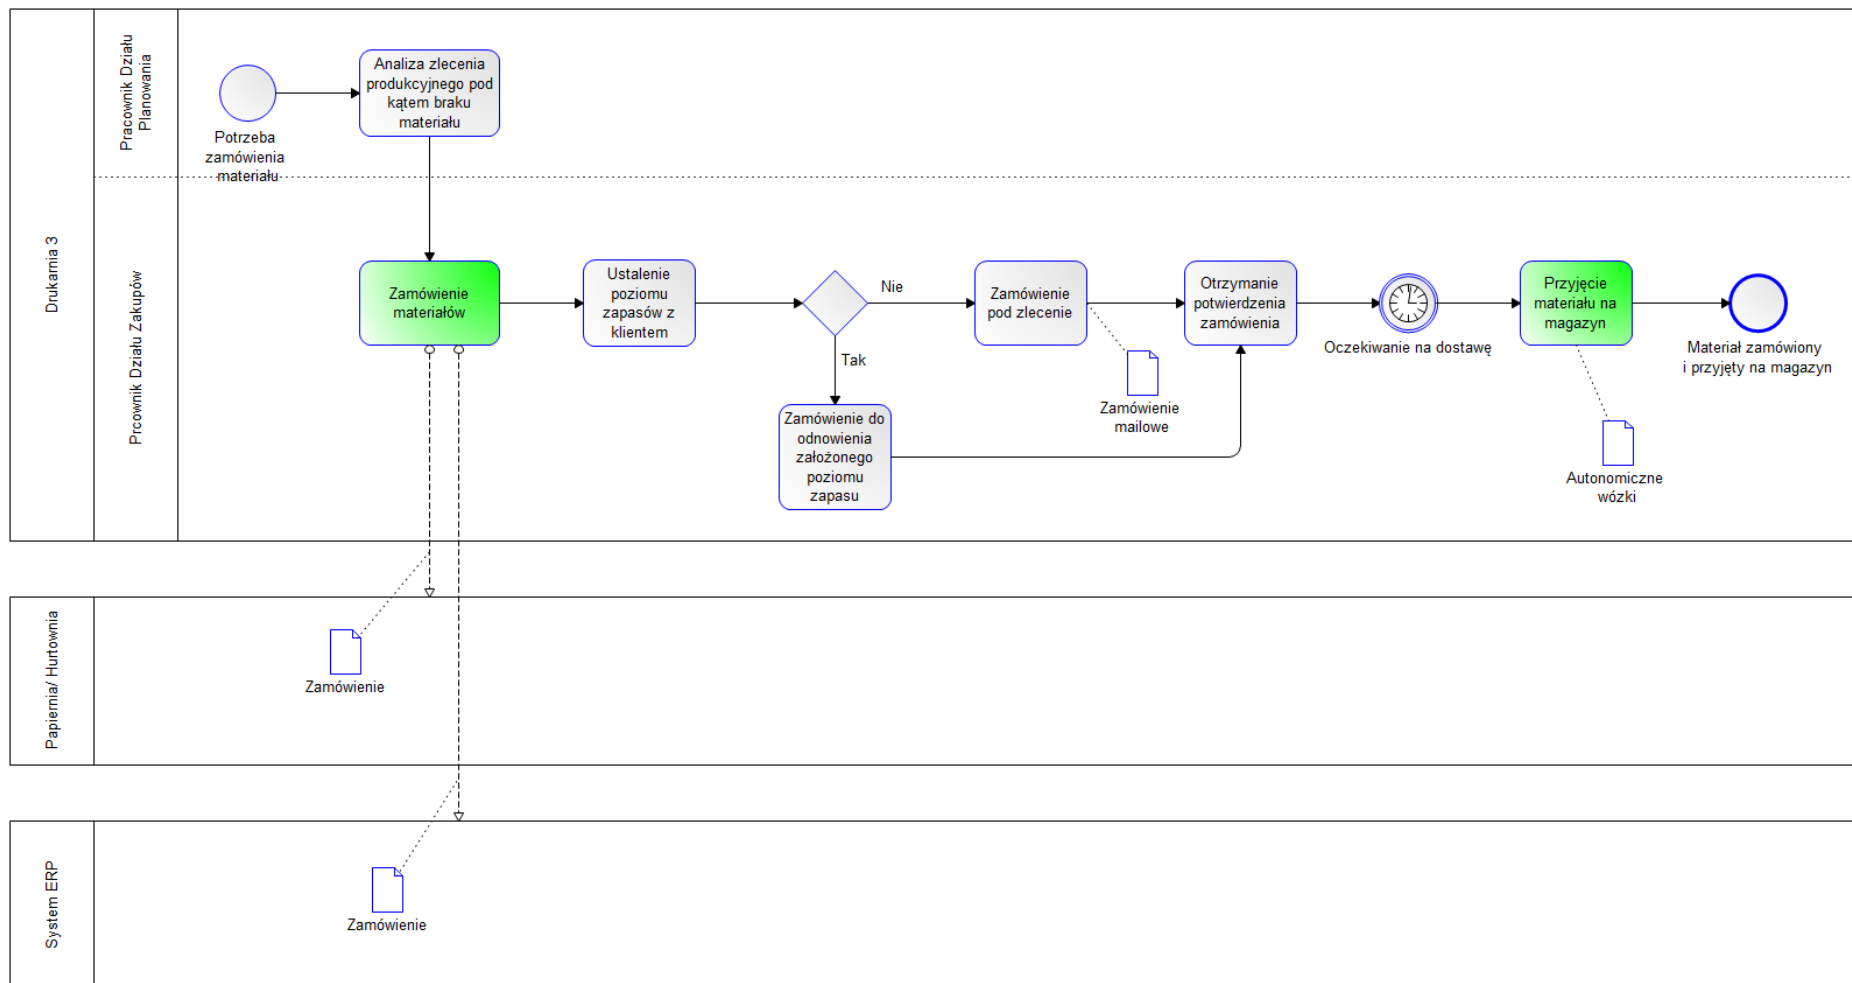 Drukarnia 3
Pracownik Działu
Planowania
Potrzeba
zamówienia
materiału
Analiza zlecenia
produkcyjnego pod
kątem braku
materiału
Prcownik Działu Zakupów
Zamówienie
materiałów
Ustalenie
poziomu
zapasów z
klientem
Nie
Tak
Zamówienie do
odnowienia
założonego
poziomu
zapasu
Zamówienie
pod zlecenie
Zamówienie
mailowe
Otrzymanie
potwierdzenia
zamówienia
Oczekiwanie na dostawę
Przyjęcie
materiału na
magazyn
Autonomiczne
wózki
Materiał zamówiony
i przyjęty na magazyn
Papiernia/ Hurtownia
Zamówienie
System ERP
Zamówienie